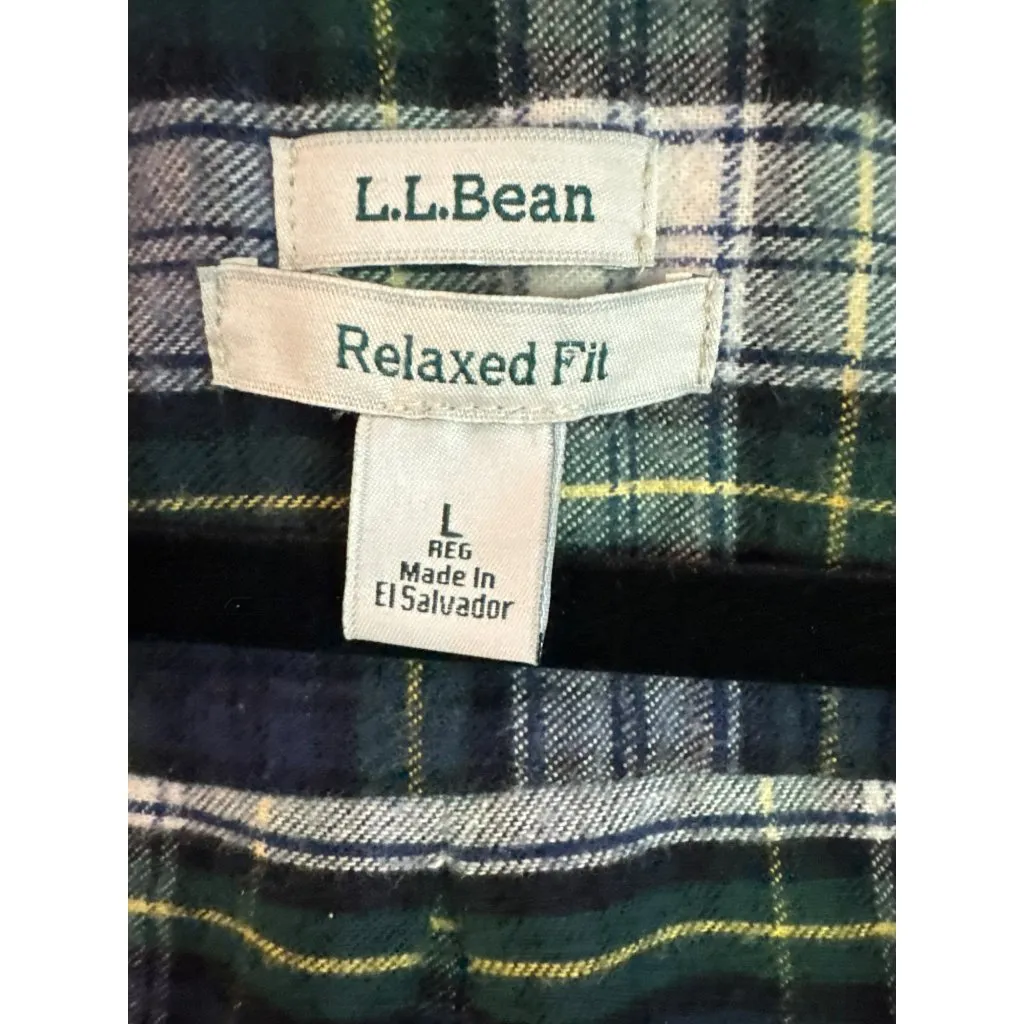 L.L.Bean
Relaxed Fit
L
REG
Made In
El Salvador